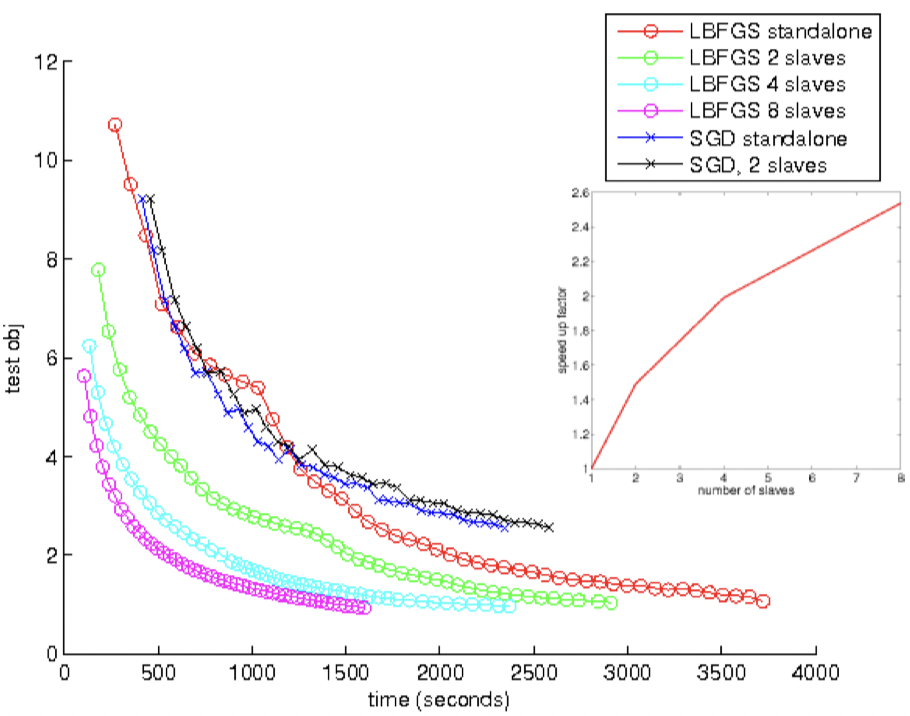 LBFGS standalone
LBFGS 2 slaves
LBFGS 4 slaves
LBFGS 8 slaves
SGD standalone
SGD, 2 slaves
12
10
8
6
4
2
0
test obj
0 500 1000 1500 2000 2500 3000 3500 4000
time (seconds)
2.6
2.4
2.2
2
1.8
1.6
1.4
1.2
1
speed up factor
1 2 3 4 5 6 7 8
number of slaves